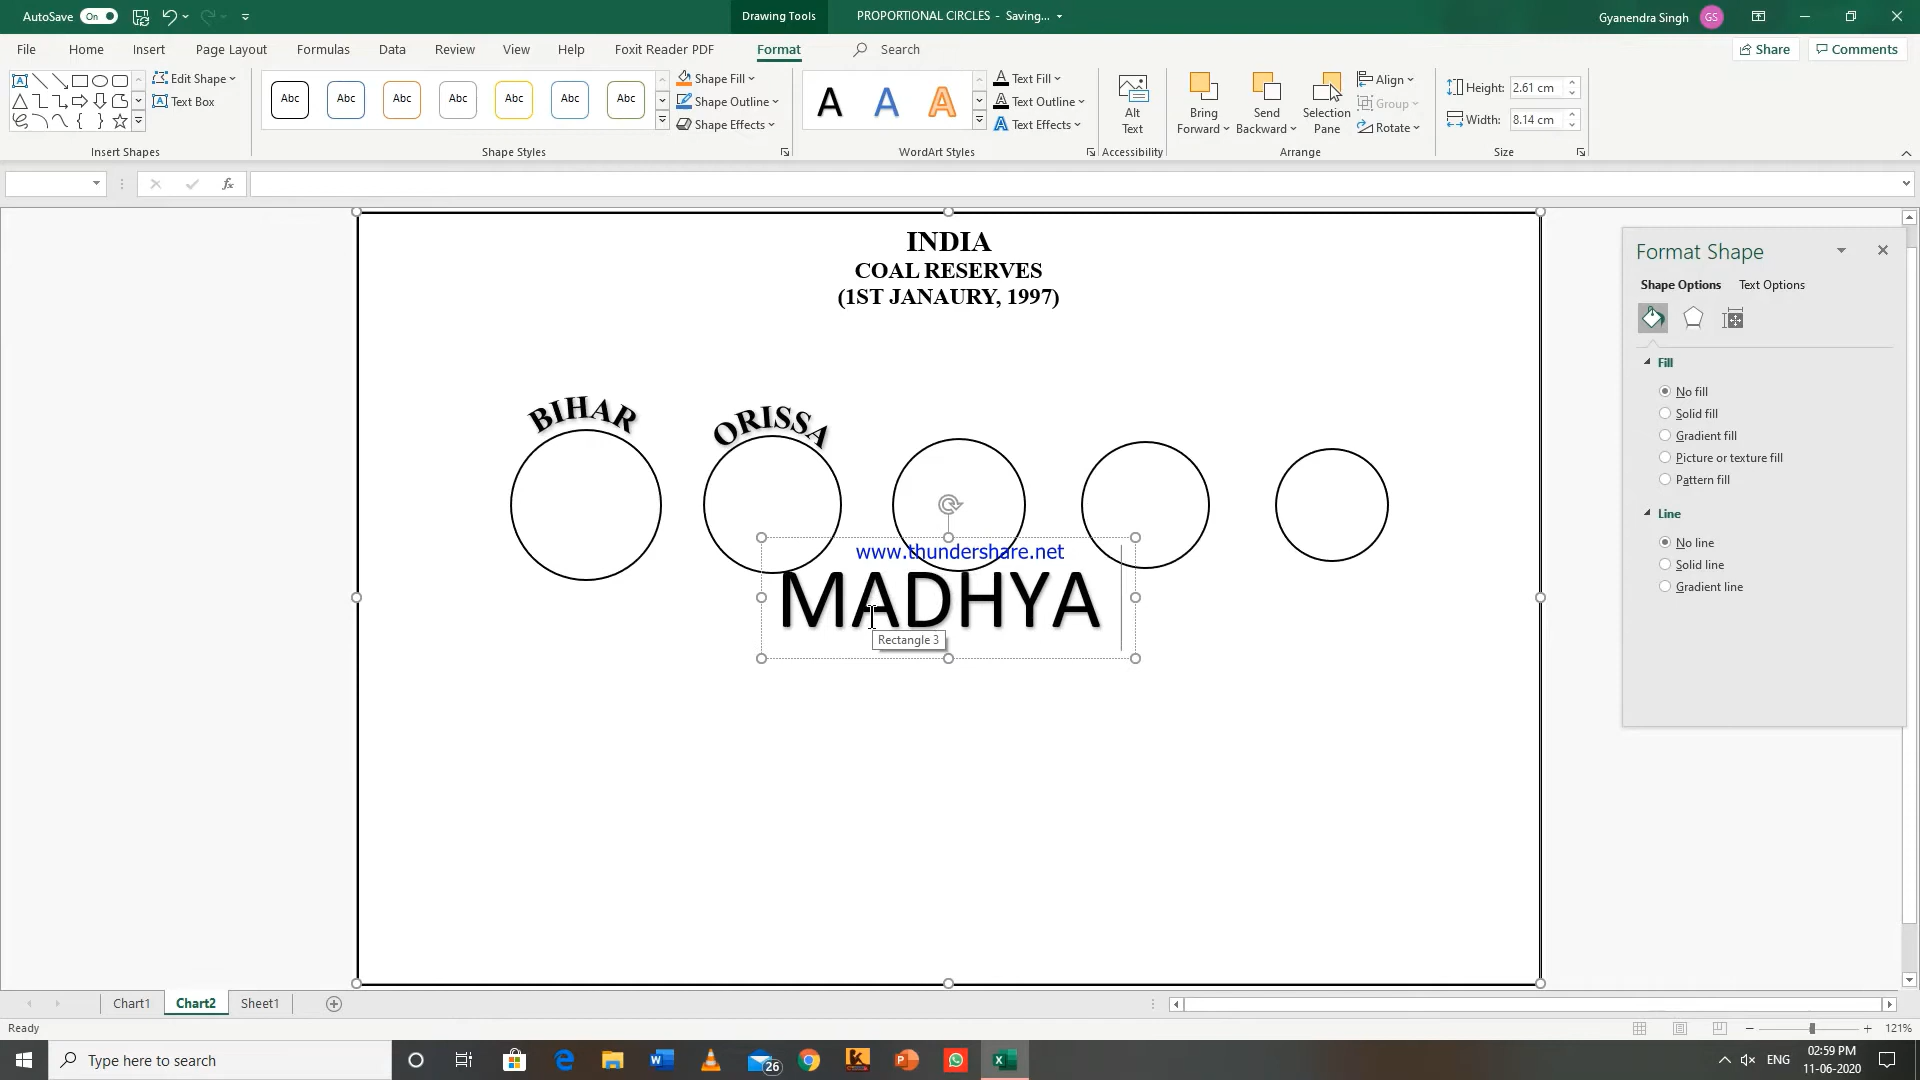 AutoSave On
Drawing Tools
PROPORTIONAL CIRCLES - Saving...
Gyanendra Singh GS
File Home Insert Page Layout Formulas Data Review View Help Foxit Reader PDF Format Search
Share Comments
Edit Shape
Text Box
Insert Shapes
Abc Abc Abc Abc Abc Abc Abc
Shape Fill
Shape Outline
Shape Effects
Shape Styles
A A A
Text Fill
Text Outline
Text Effects
WordArt Styles
Alt Text
Accessibility
Bring Forward
Send Backward
Selection Pane
Align
Group
Rotate
Arrange
Height: 2.61 cm
Width: 8.14 cm
Size
fx
INDIA
COAL RESERVES
(1ST JANAURY, 1997)
BIHAR
ORISSA
www.thundershare.net
MADHYA
Rectangle 3
Format Shape
Shape Options Text Options
Fill
No fill
Solid fill
Gradient fill
Picture or texture fill
Pattern fill
Line
No line
Solid line
Gradient line
Chart1 Chart2 Sheet1
Ready
121%
Type here to search
26
ENG
02:59 PM
11-06-2020